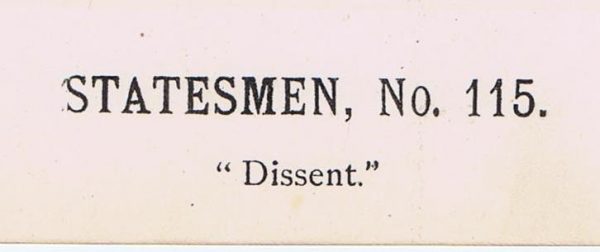 STATESMEN, No. 115.
“ Dissent.”